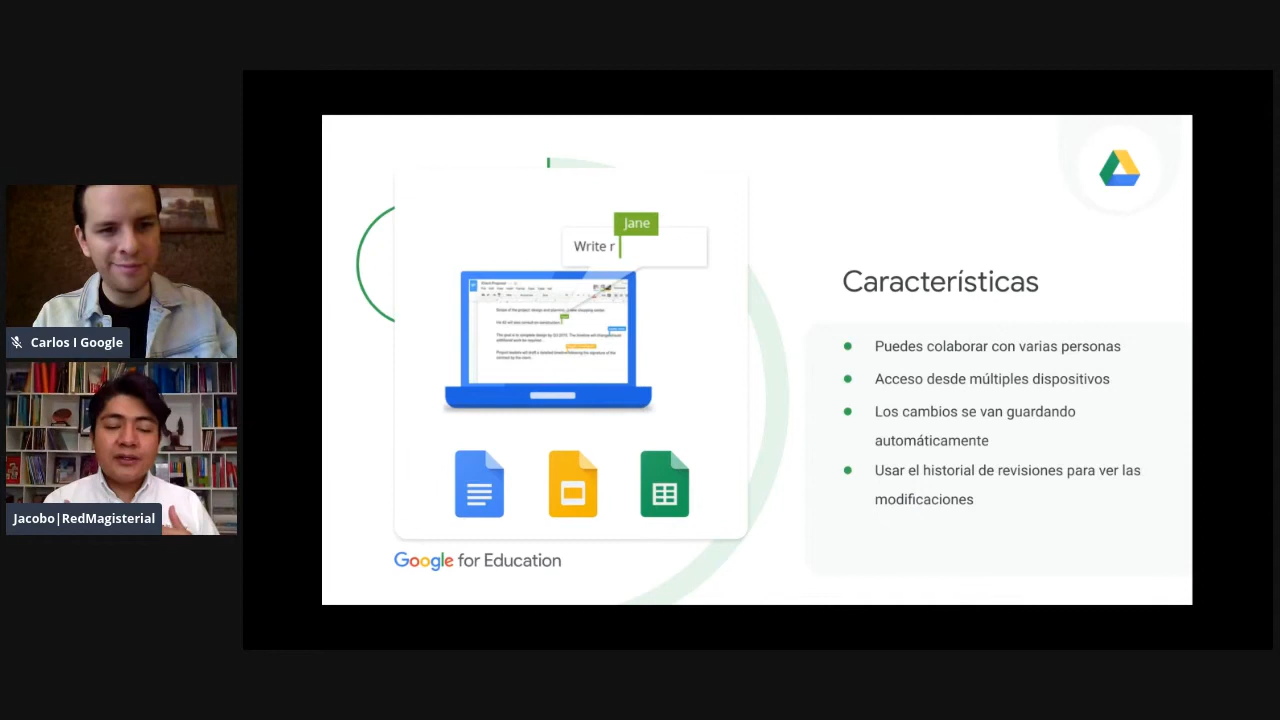 Carlos I Google
Jacobo|RedMagisterial
Jane
Write r
Google for Education
Características
Puedes colaborar con varias personas
Acceso desde múltiples dispositivos
Los cambios se van guardando
automáticamente
Usar el historial de revisiones para ver las
modificaciones